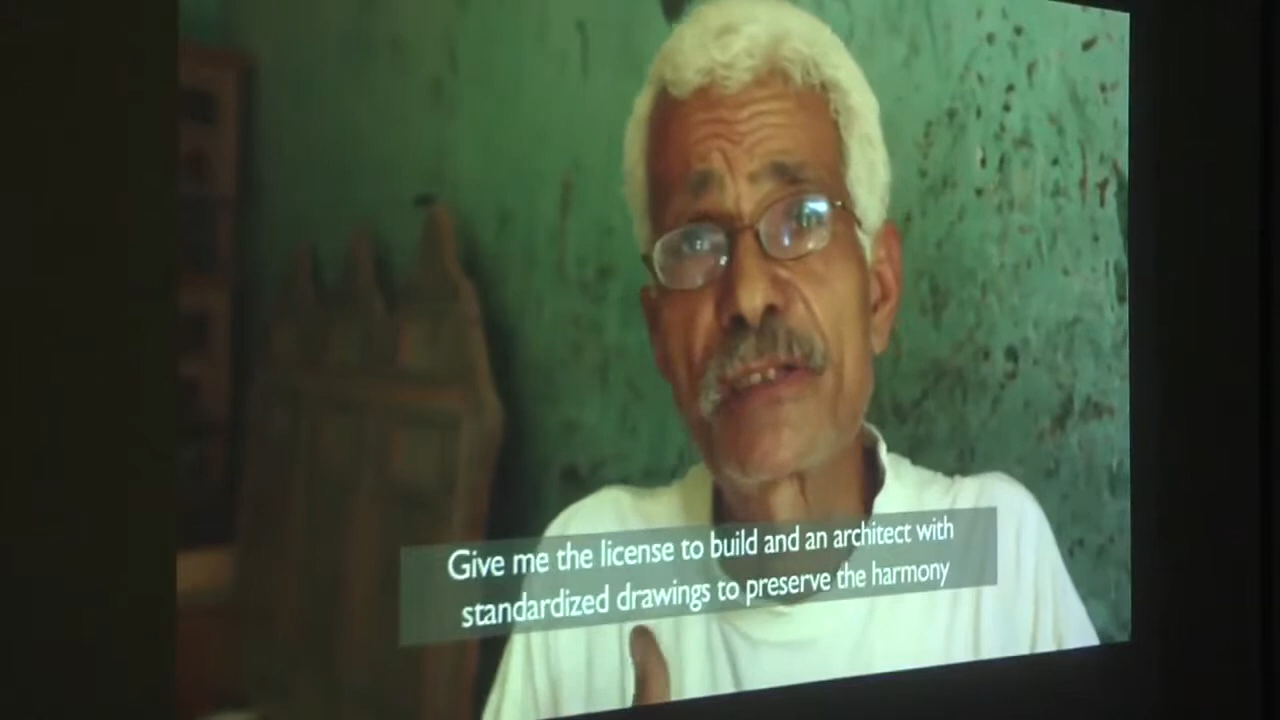 Give me the license to build and an architect with
standardized drawings to preserve the harmony